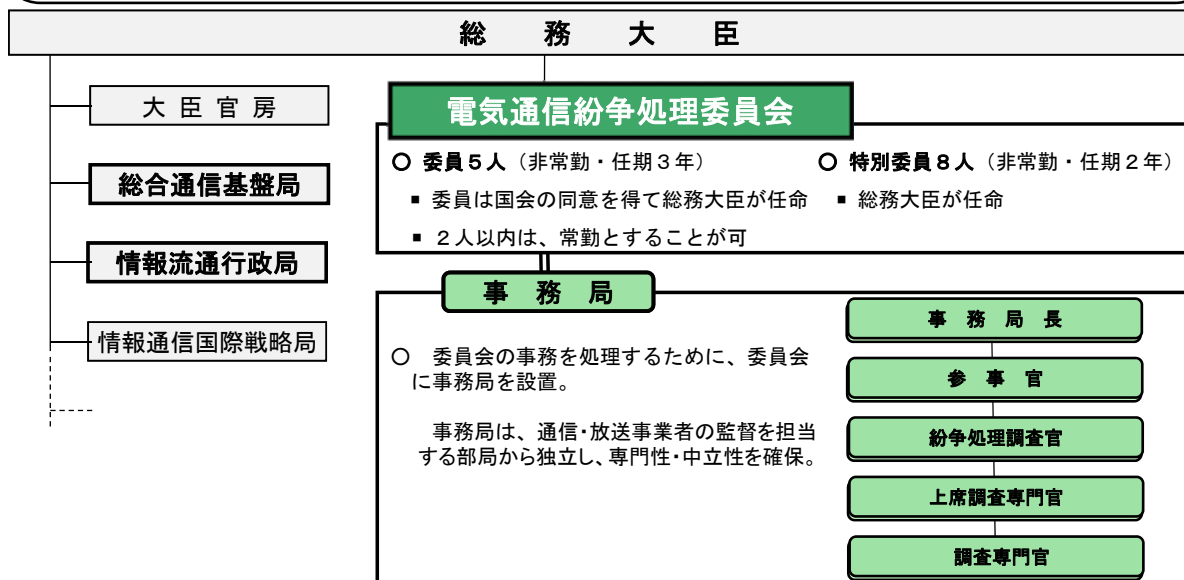 総務大臣
大臣官房
総合通信基盤局
情報流通行政局
情報通信国際戦略局
電気通信紛争処理委員会
○ 委員５人（非常勤・任期３年）
▪ 委員は国会の同意を得て総務大臣が任命
▪ ２人以内は、常勤とすることが可
○ 特別委員８人（非常勤・任期２年）
▪ 総務大臣が任命
事務局
○ 委員会の事務を処理するために、委員会
に事務局を設置。
事務局は、通信・放送事業者の監督を担当
する部局から独立し、専門性・中立性を確保。
事務局長
参事官
紛争処理調査官
上席調査専門官
調査専門官